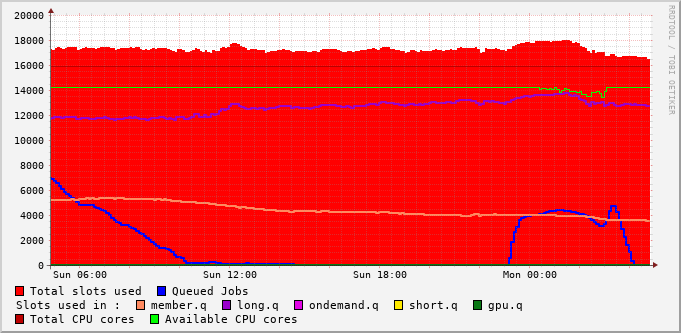 20000
18000
16000
14000
12000
10000
8000
6000
4000
2000
0
Sun 06:00 Sun 12:00 Sun 18:00 Mon 00:00
RRDTOOL / TOBI OETIKER
Total slots used Queued Jobs
Slots used in : member.q long.q ondemand.q short.q gpu.q
Total CPU cores Available CPU cores